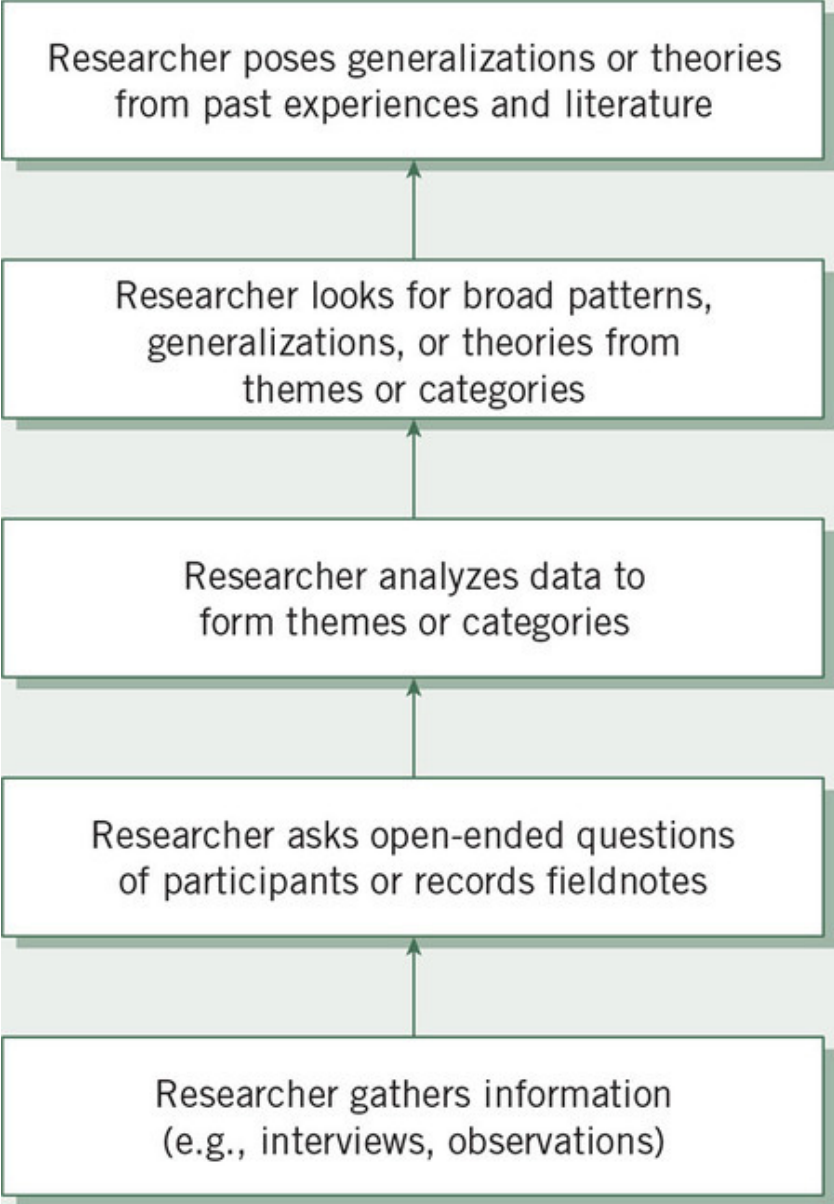 Researcher poses generalizations or theories
from past experiences and literature
Researcher looks for broad patterns,
generalizations, or theories from
themes or categories
Researcher analyzes data to
form themes or categories
Researcher asks open-ended questions
of participants or records fieldnotes
Researcher gathers information
(e.g., interviews, observations)